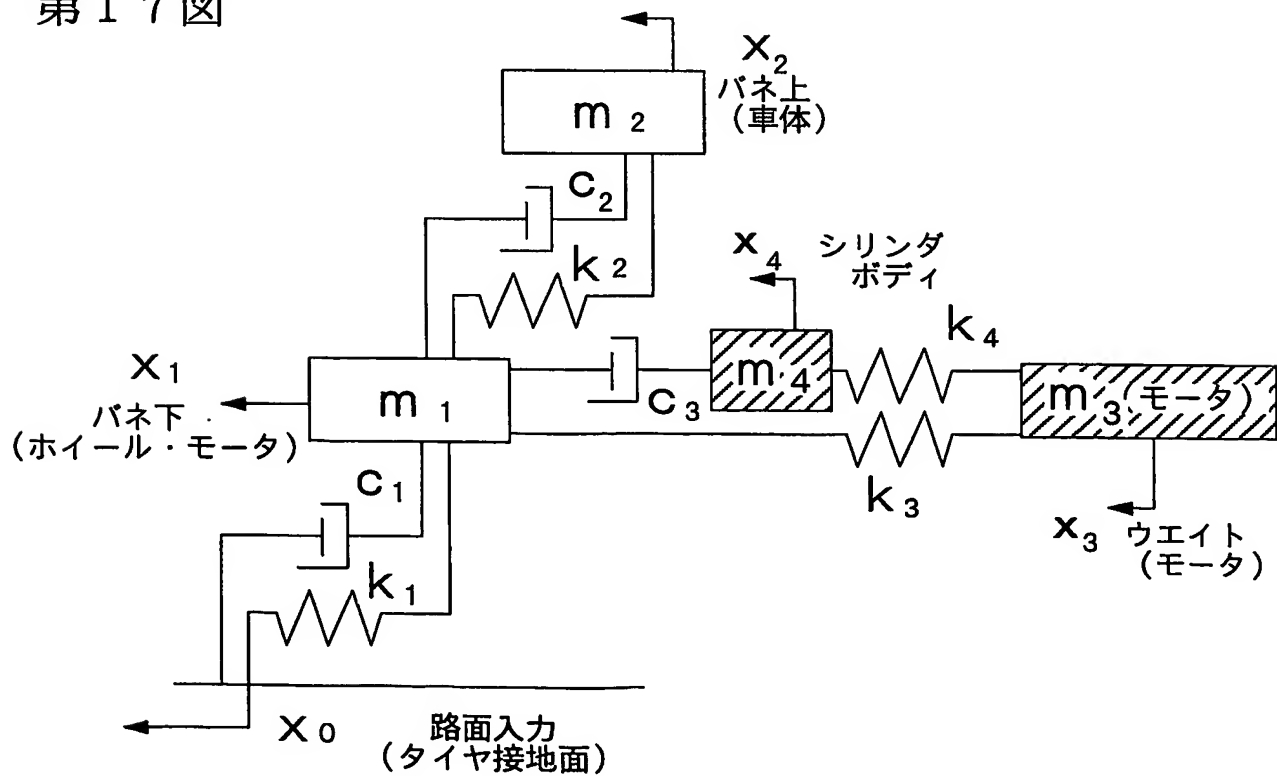 第17図
x₂
バネ上
(車体)
m₂
c₂
k₂
x₄
シリンダ
ボディ
k₄
x₁
バネ下
(ホイール・モータ)
m₁
c₃
m₄
m₃(モータ)
k₃
x₃
ウエイト
(モータ)
c₁
k₁
x₀
路面入力
(タイヤ接地面)